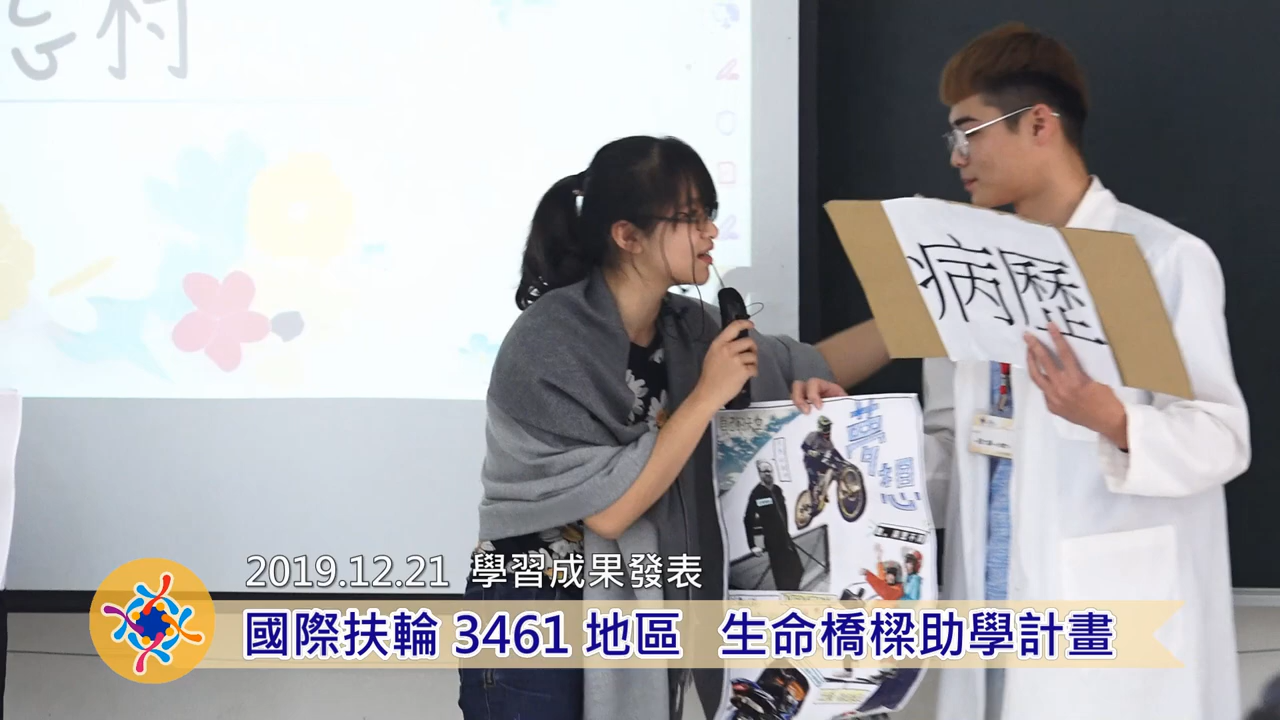 病歷
夢想
2019.12.21 學習成果發表
國際扶輪 3461 地區 生命橋樑助學計畫